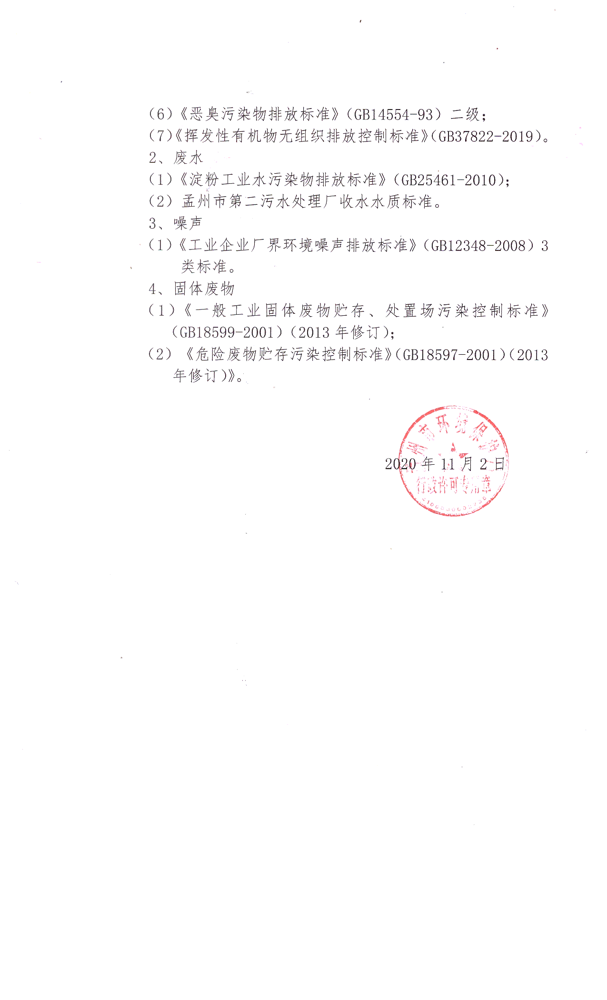 （6）《恶臭污染物排放标准》（GB14554-93）二级；
（7）《挥发性有机物无组织排放控制标准》（GB37822-2019）。
2、废水
（1）《淀粉工业水污染物排放标准》（GB25461-2010）；
（2）孟州市第二污水处理厂收水水质标准。
3、噪声
（1）《工业企业厂界环境噪声排放标准》（GB12348-2008）3
类标准。
4、固体废物
（1）《一般工业固体废物贮存、处置场污染控制标准》
（GB18599-2001）（2013 年修订）；
（2）《危险废物贮存污染控制标准》（GB18597-2001）（2013
年修订）》。
州市环境保护
2020 年 11 月 2 日
行政许可专用章